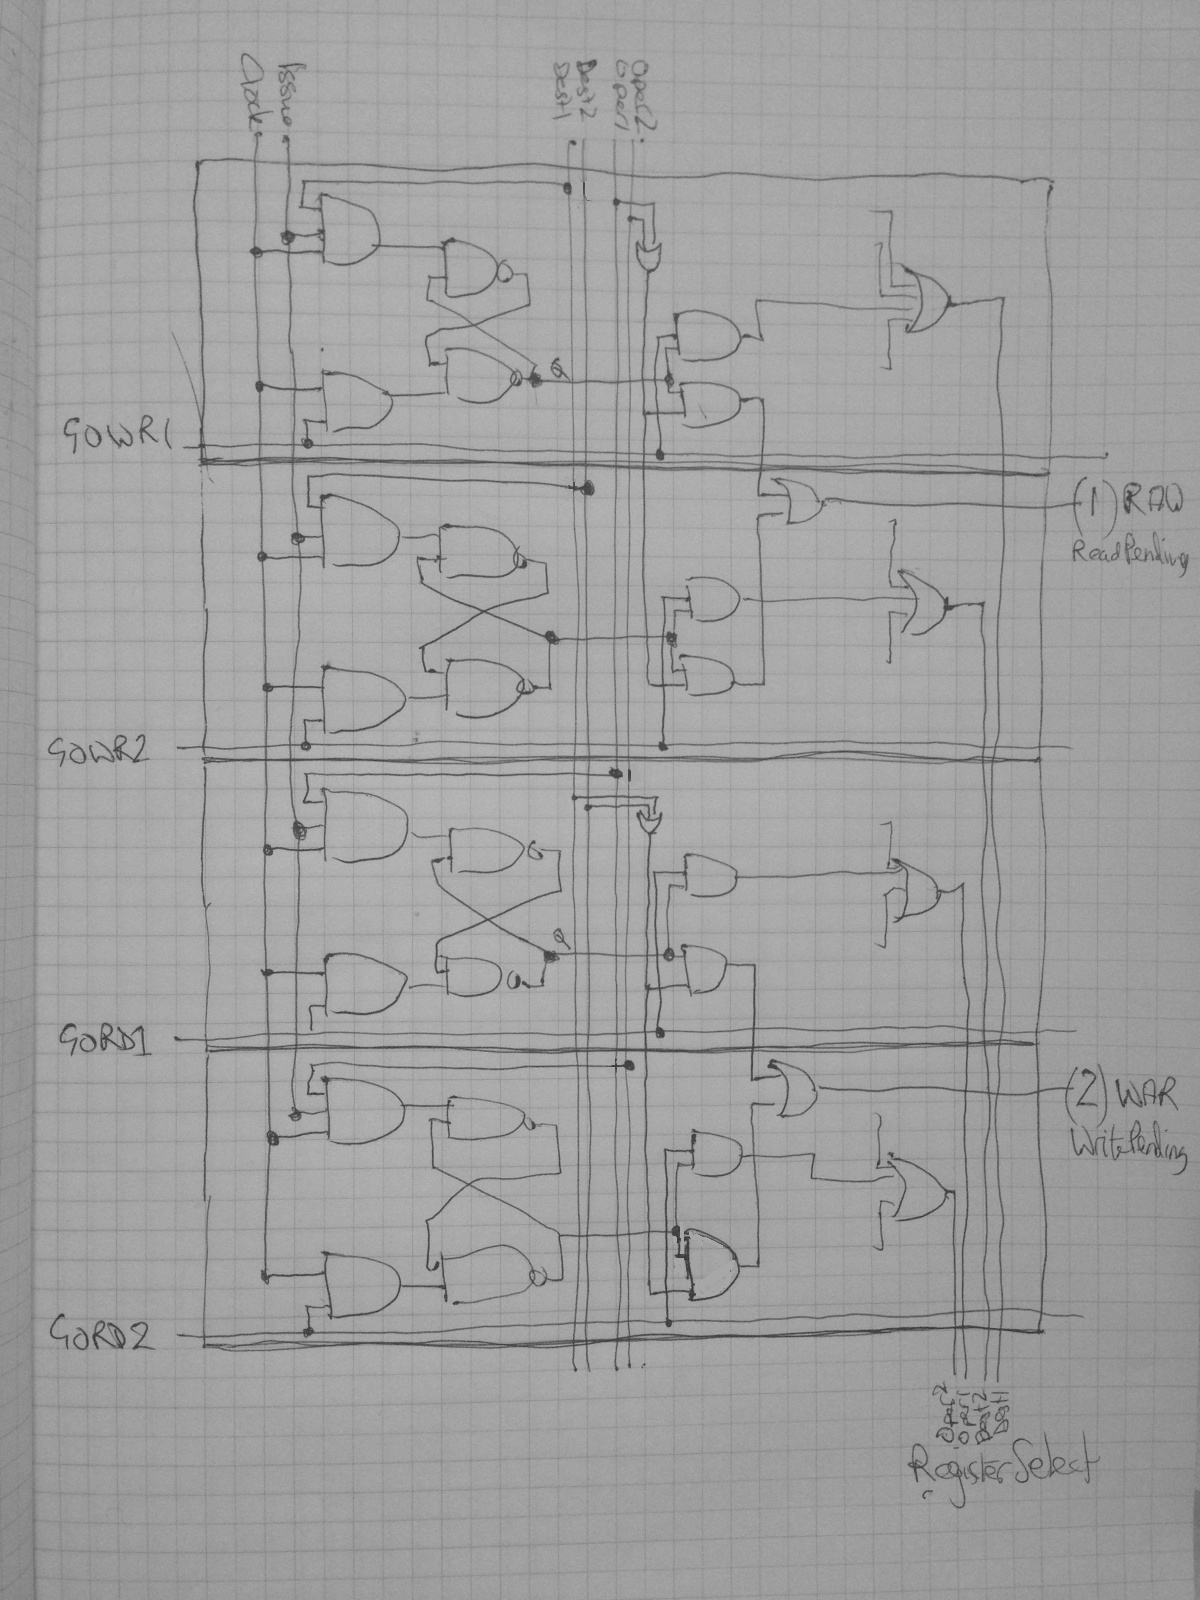 Clock
Issue
Dest1
Dest2
Oper1
Oper2
GOWR1
Q
(1) RAW
ReadPending
GOWR2
Q
GORD1
(2) WAR
WritePending
GORD2
Oper2
Oper1
Dest2
Dest1
RegisterSelect